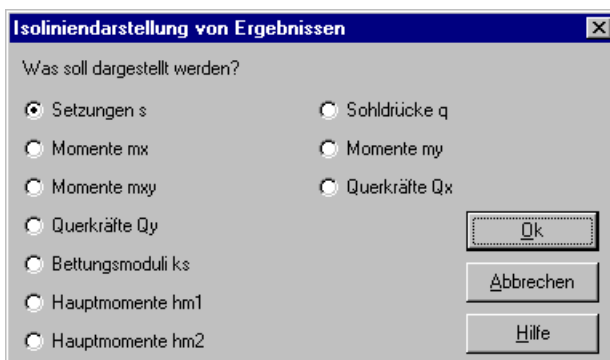 Isoliniendarstellung von Ergebnissen
Was soll dargestellt werden?
Setzungen s
Sohldrücke q
Momente mx
Momente my
Momente mxy
Querkräfte Qx
Querkräfte Qy
Ok
Bettungsmoduli ks
Abbrechen
Hauptmomente hm1
Hilfe
Hauptmomente hm2